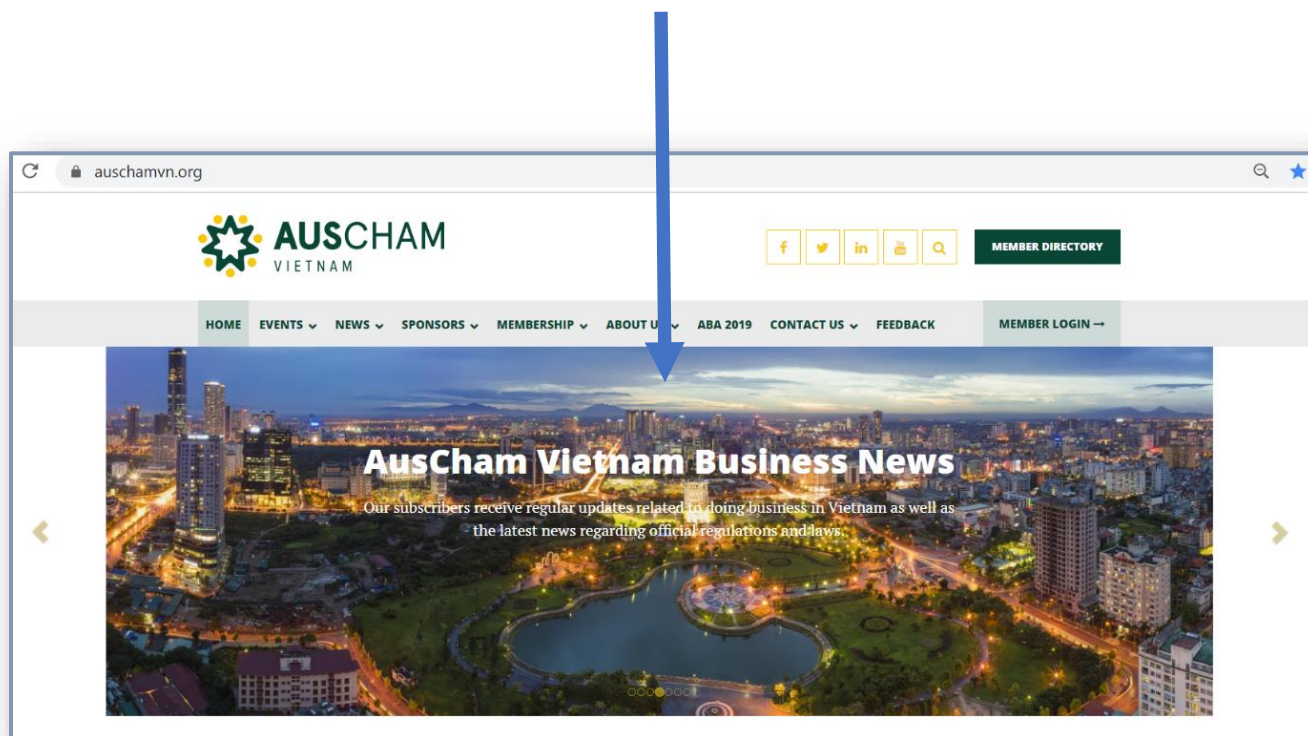 auschamvn.org
AUSCHAM
VIETNAM
MEMBER DIRECTORY
HOME EVENTS NEWS SPONSORS MEMBERSHIP ABOUT US ABA 2019 CONTACT US FEEDBACK MEMBER LOGIN →
AusCham Vietnam Business News
Our subscribers receive regular updates related to doing business in Vietnam as well as
the latest news regarding official regulations and laws.